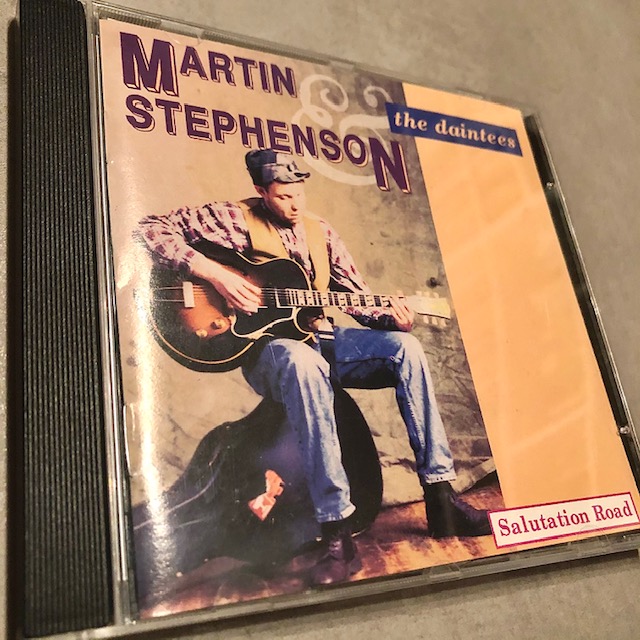 MARTIN
STEPHENSON
&
the daintees
Salutation Road